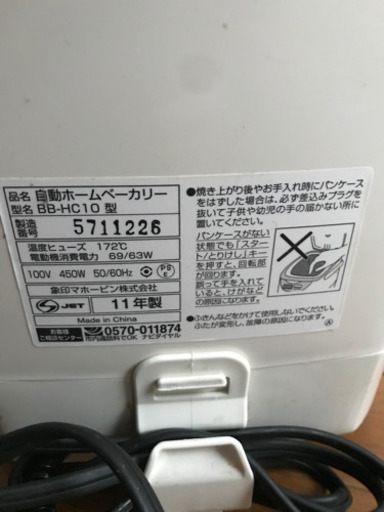 品名 自動ホームベーカリー
型名 BB-HC10 型
製造番号 5711226
温度ヒューズ 172℃
電動機消費電力 69/63W
100V 450W 50/60Hz PSE
JET 11年製
象印マホービン株式会社
Made in China
お客様ご相談センター 0570-011874
市内通話料でOK ナビダイヤル
●焼き上がり後やお手入れ時にパンケース
をはずした場合は、必ず差込みプラグを
抜いて子供や幼児の手の届かない所に
置いてください。
パンケースがない
状態でも「スター
ト/とりけし」キー
を押すと、回転部
が回ります。
誤って手を入れて
いると、けがなど
の原因になります。
●ふきんなどをかけて使用しないでください。
ふたが変形し、故障の原因になります。
Ⓐ